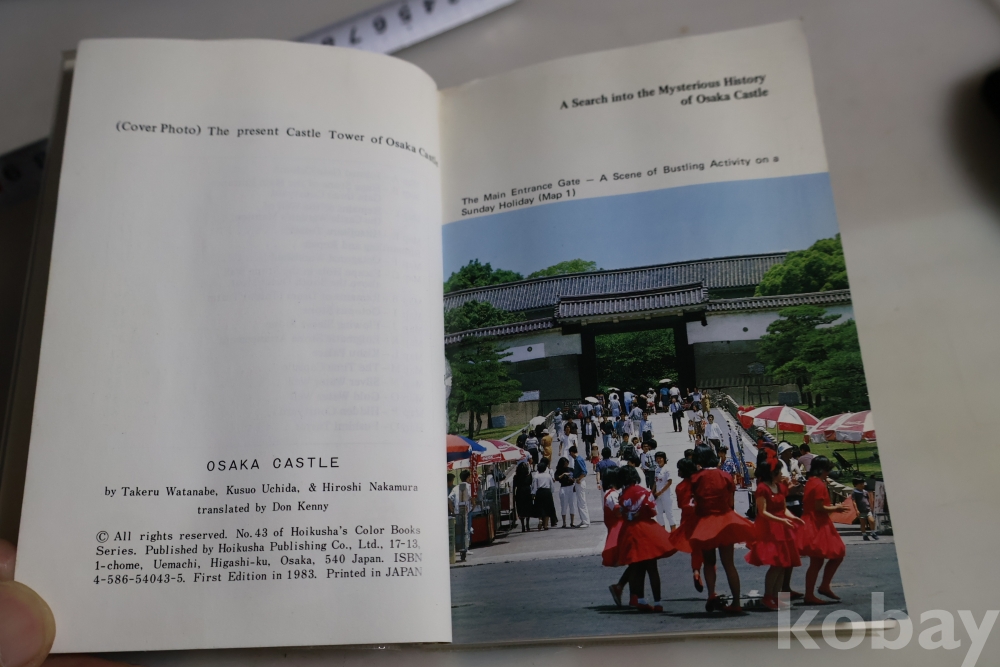 (Cover Photo) The present Castle Tower of Osaka Castle
OSAKA CASTLE
by Takeru Watanabe, Kusuo Uchida, & Hiroshi Nakamura
translated by Don Kenny
© All rights reserved. No.43 of Hoikusha's Color Books
Series. Published by Hoikusha Publishing Co., Ltd., 17-13,
1-chome, Uemachi, Higashi-ku, Osaka, 540 Japan. ISBN
4-586-54043-5. First Edition in 1983. Printed in JAPAN
A Search into the Mysterious History
of Osaka Castle
The Main Entrance Gate – A Scene of Bustling Activity on a
Sunday Holiday (Map 1)
kobay